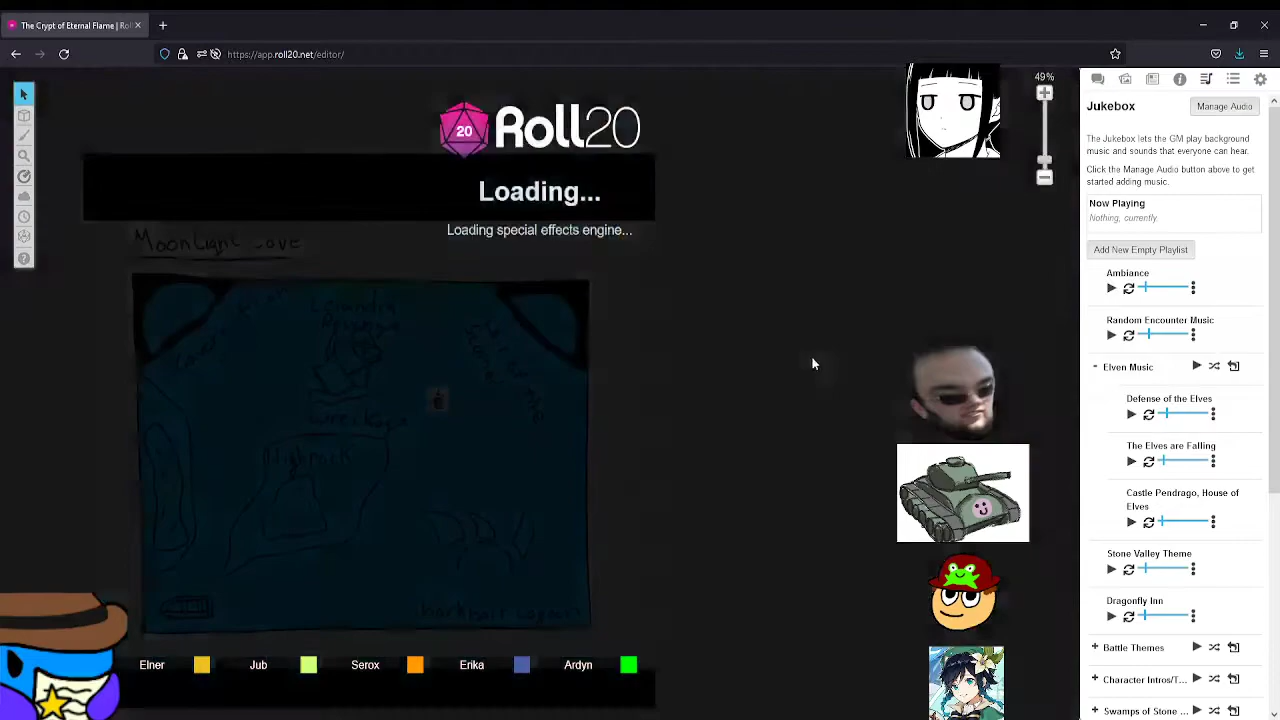 The Crypt of Eternal Flame | Roll
https://app.roll20.net/editor/
49%
20
Roll20
Loading...
Loading special effects engine...
MoonLight Cove
Elner
Jub
Serox
Erika
Ardyn
Jukebox
Manage Audio
The Jukebox lets the GM play background
music and sounds that everyone can hear.
Click the Manage Audio button above to get
started adding music.
Now Playing
Nothing, currently.
Add New Empty Playlist
Ambiance
Random Encounter Music
- Elven Music
Defense of the Elves
The Elves are Falling
Castle Pendrago, House of
Elves
Stone Valley Theme
Dragonfly Inn
+ Battle Themes
+ Character Intros/T...
+ Swamps of Stone ...